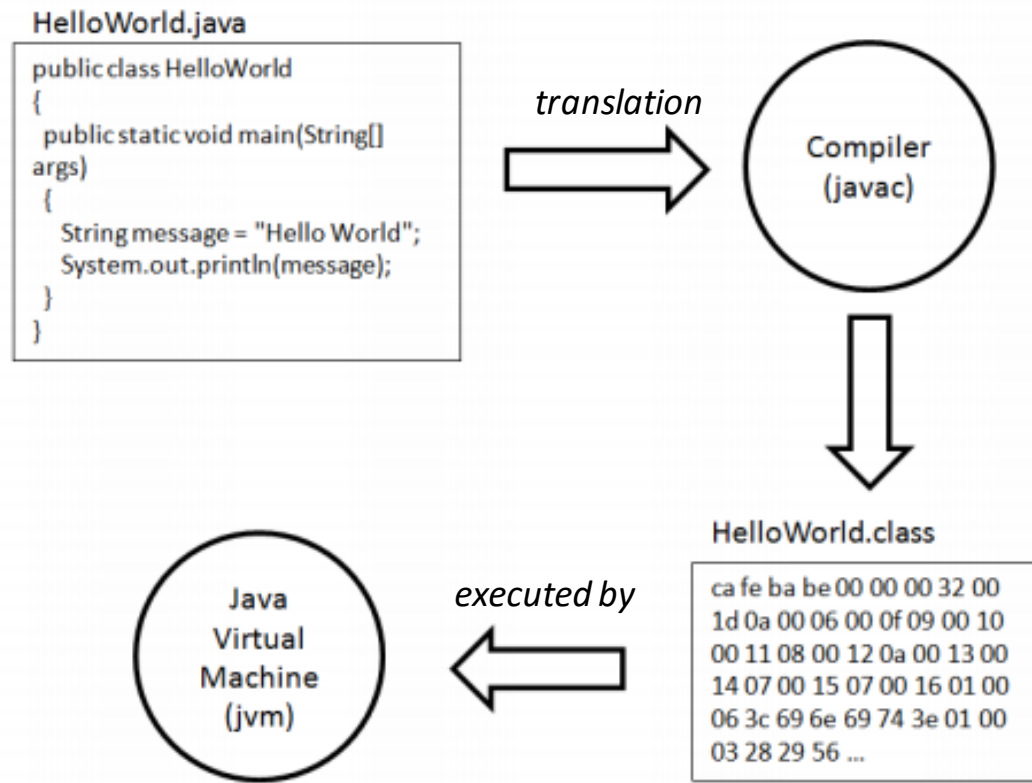 HelloWorld.java
public class HelloWorld
{
public static void main(String[]
args)
{
String message = "Hello World";
System.out.println(message);
}
}
translation
Compiler
(javac)
HelloWorld.class
ca fe ba be 00 00 00 32 00
1d 0a 00 06 00 0f 09 00 10
00 11 08 00 12 0a 00 13 00
14 07 00 15 07 00 16 01 00
06 3c 69 6e 69 74 3e 01 00
03 28 29 56 ...
executed by
Java
Virtual
Machine
(jvm)